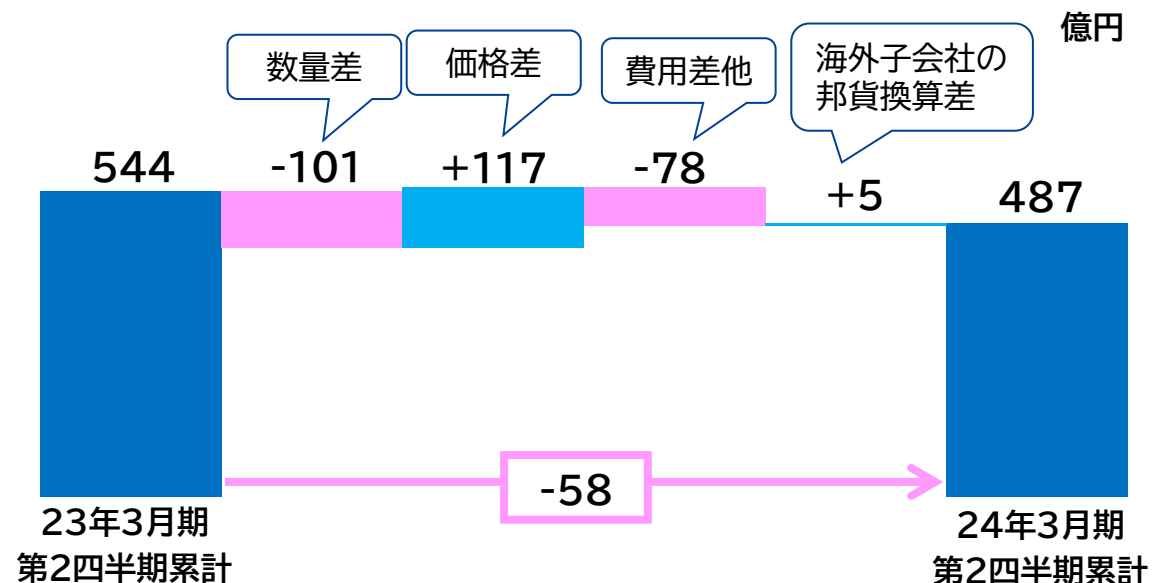 億円
数量差
価格差
費用差他
海外子会社の
邦貨換算差
544
-101
+117
-78
+5
487
-58
23年3月期
第2四半期累計
24年3月期
第2四半期累計